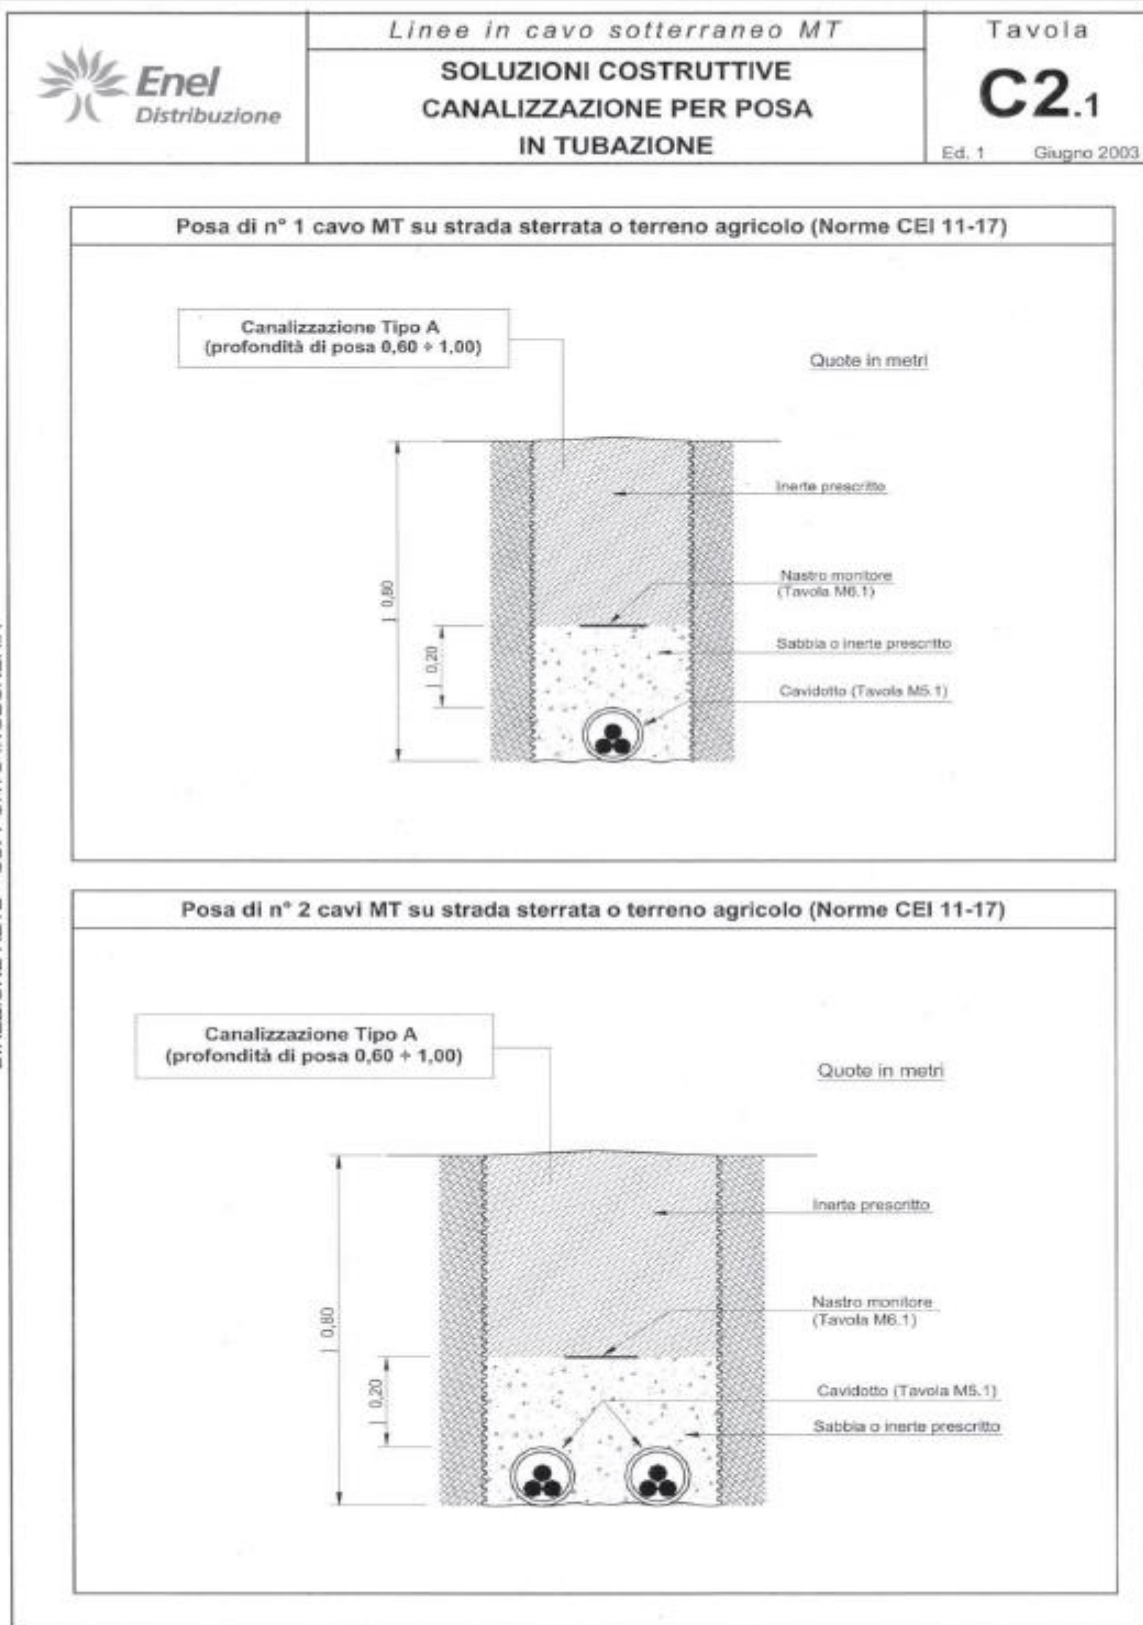 Enel
Distribuzione
Linee in cavo sotterraneo MT
SOLUZIONI COSTRUTTIVE
CANALIZZAZIONE PER POSA
IN TUBAZIONE
Tavola
C2.1
Ed. 1 Giugno 2003
Posa di n° 1 cavo MT su strada sterrata o terreno agricolo (Norme CEI 11-17)
Canalizzazione Tipo A
(profondità di posa 0,60 ÷ 1,00)
Quote in metri
Inerte prescritto
Nastro monitore
(Tavola M6.1)
Sabbia o inerte prescritto
Cavidotto (Tavola M5.1)
0,80
0,20
Posa di n° 2 cavi MT su strada sterrata o terreno agricolo (Norme CEI 11-17)
Canalizzazione Tipo A
(profondità di posa 0,60 ÷ 1,00)
Quote in metri
Inerte prescritto
Nastro monitore
(Tavola M6.1)
Cavidotto (Tavola M5.1)
Sabbia o inerte prescritto
0,80
0,20